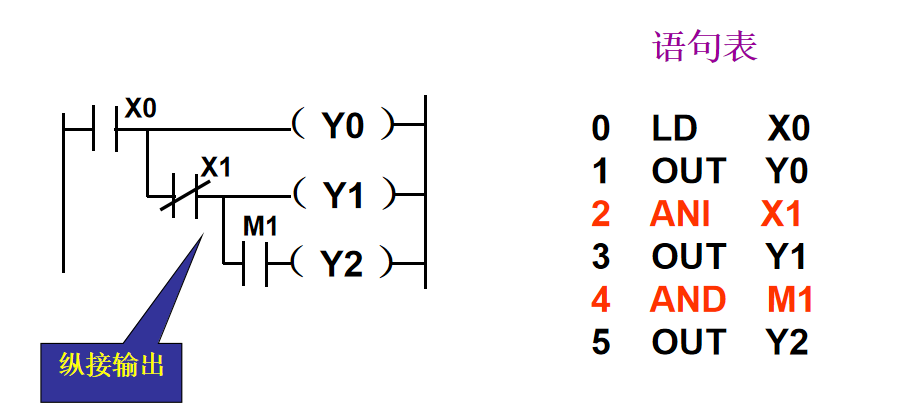 语句表
X0
( Y0 )
X1
( Y1 )
M1
( Y2 )
纵接输出
0 LD X0
1 OUT Y0
2 ANI X1
3 OUT Y1
4 AND M1
5 OUT Y2